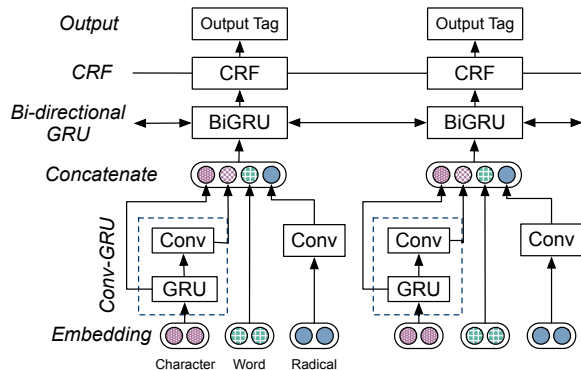 Output
Output Tag
Output Tag
CRF
CRF
CRF
Bi-directional
GRU
BiGRU
BiGRU
Concatenate
Conv-GRU
Conv
Conv
Conv
Conv
GRU
GRU
Embedding
Character
Word
Radical